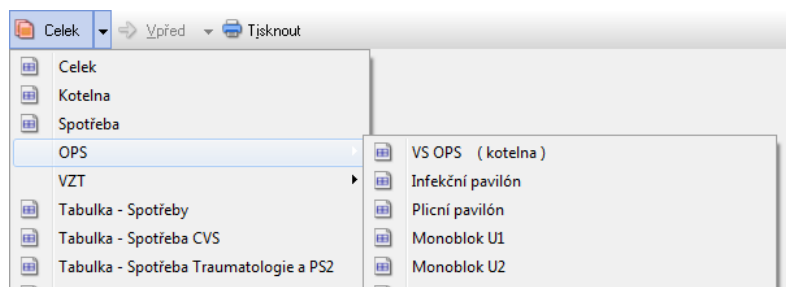 Celek Vpřed Tisknout
Celek
Kotelna
Spotřeba
OPS
VZT
Tabulka - Spotřeby
Tabulka - Spotřeba CVS
Tabulka - Spotřeba Traumatologie a PS2
VS OPS ( kotelna )
Infekční pavilón
Plicní pavilón
Monoblok U1
Monoblok U2